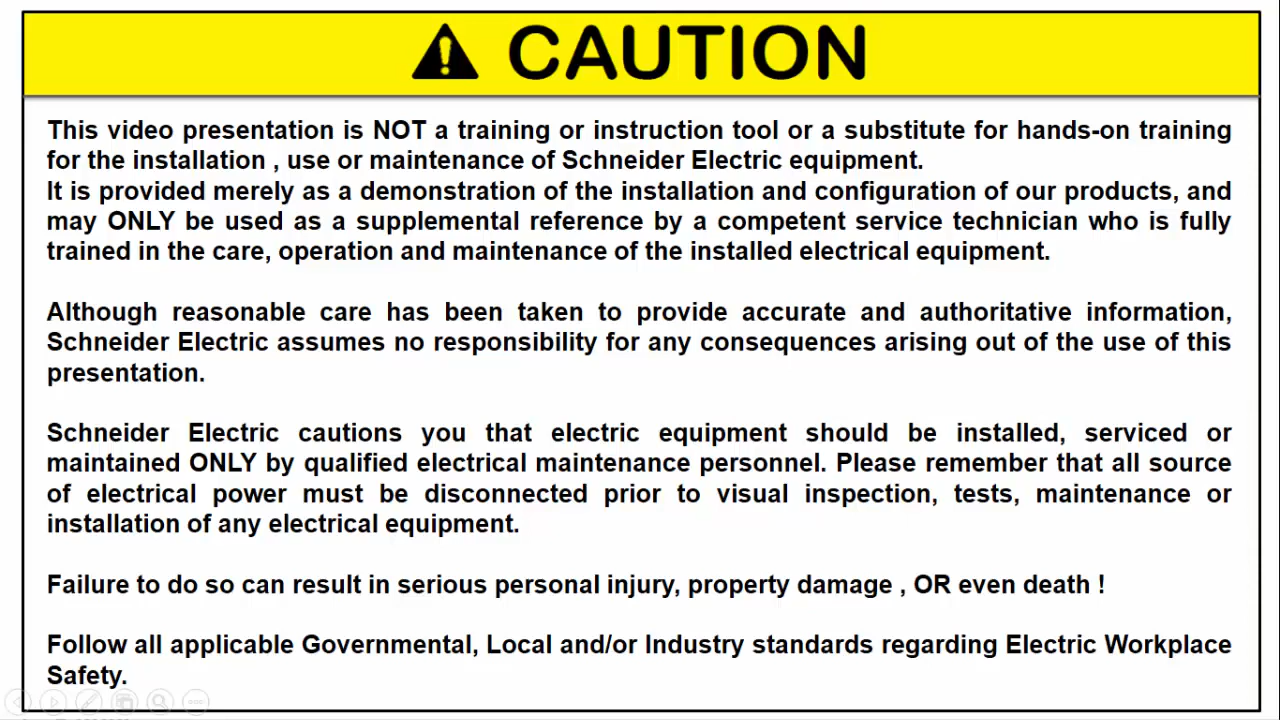 CAUTION
This video presentation is NOT a training or instruction tool or a substitute for hands-on training
for the installation , use or maintenance of Schneider Electric equipment.
It is provided merely as a demonstration of the installation and configuration of our products, and
may ONLY be used as a supplemental reference by a competent service technician who is fully
trained in the care, operation and maintenance of the installed electrical equipment.
Although reasonable care has been taken to provide accurate and authoritative information,
Schneider Electric assumes no responsibility for any consequences arising out of the use of this
presentation.
Schneider Electric cautions you that electric equipment should be installed, serviced or
maintained ONLY by qualified electrical maintenance personnel. Please remember that all source
of electrical power must be disconnected prior to visual inspection, tests, maintenance or
installation of any electrical equipment.
Failure to do so can result in serious personal injury, property damage , OR even death !
Follow all applicable Governmental, Local and/or Industry standards regarding Electric Workplace
Safety.